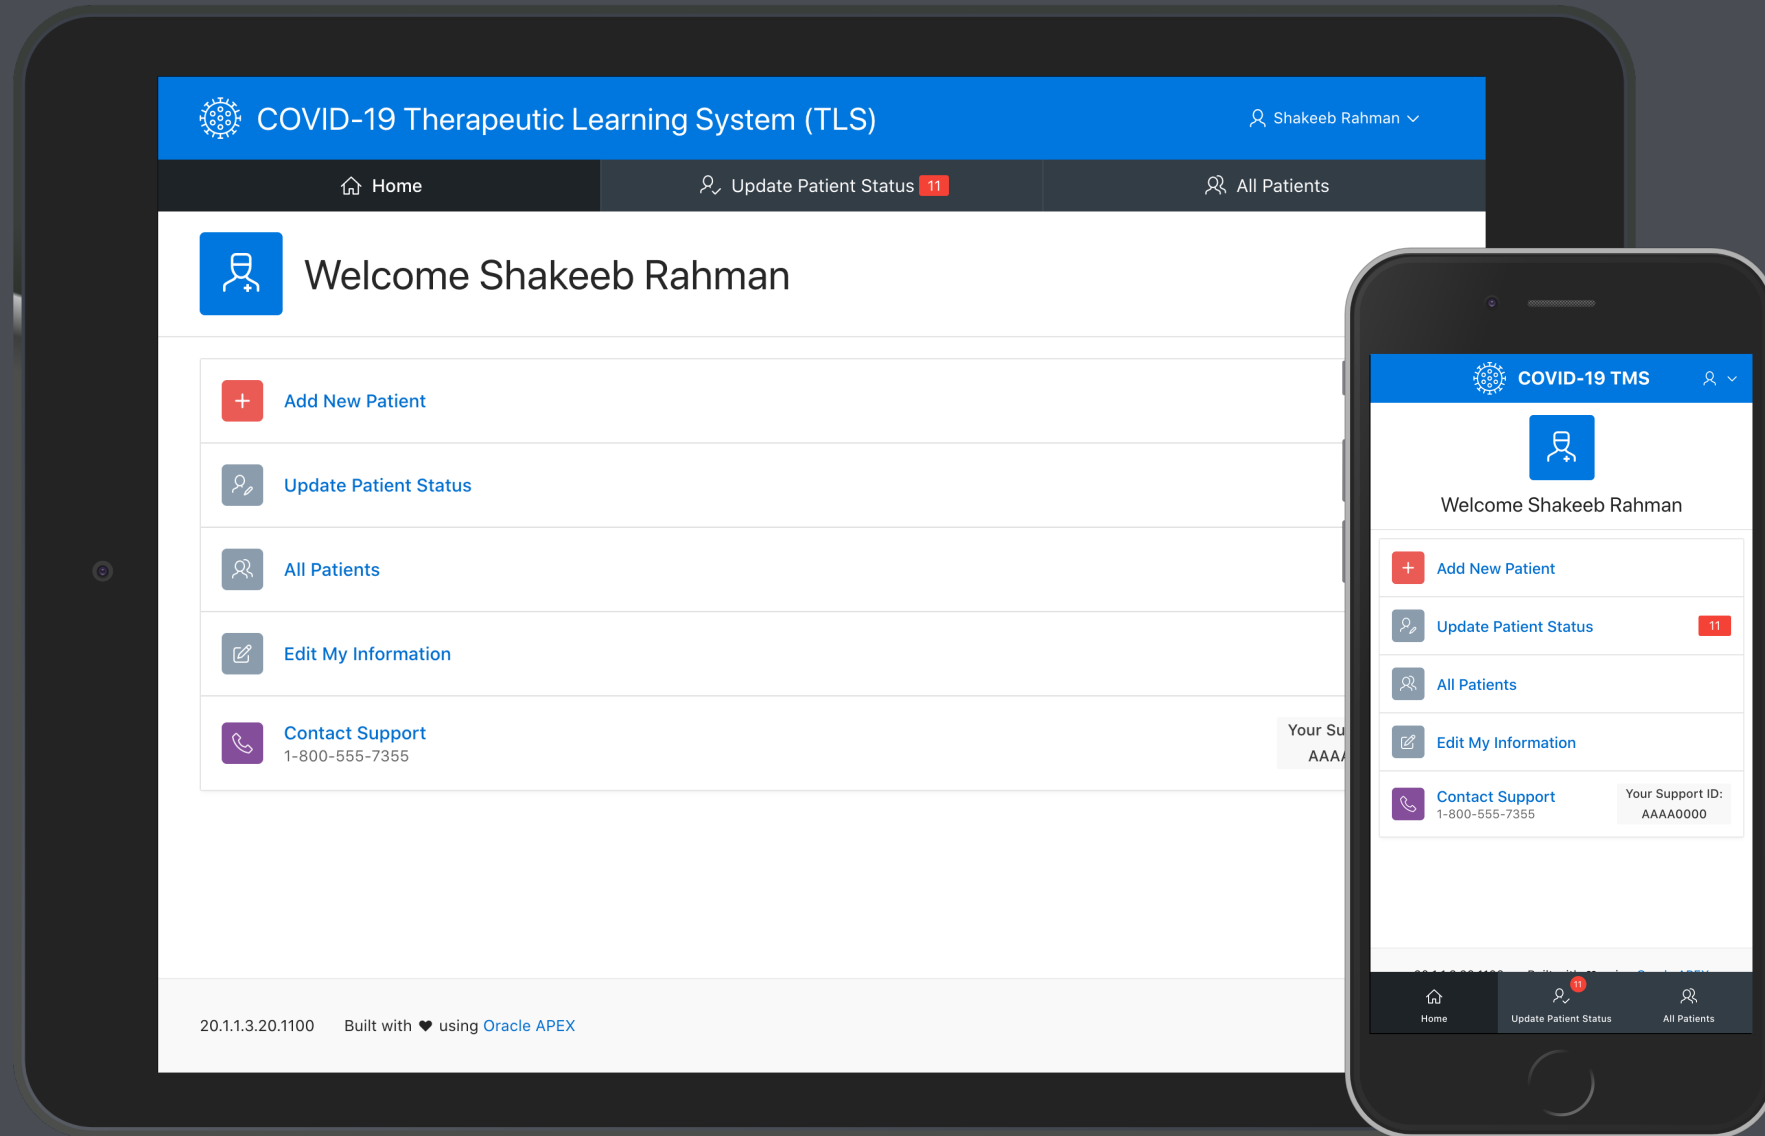 COVID-19 Therapeutic Learning System (TLS)
Shakeeb Rahman
Home
Update Patient Status 11
All Patients
Welcome Shakeeb Rahman
Add New Patient
Update Patient Status
All Patients
Edit My Information
Contact Support
1-800-555-7355
Your Su
AAAA
20.1.1.3.20.1100 Built with ♥ using Oracle APEX
COVID-19 TMS
Welcome Shakeeb Rahman
Add New Patient
Update Patient Status 11
All Patients
Edit My Information
Contact Support
1-800-555-7355
Your Support ID:
AAAA0000
11
Home
Update Patient Status
All Patients